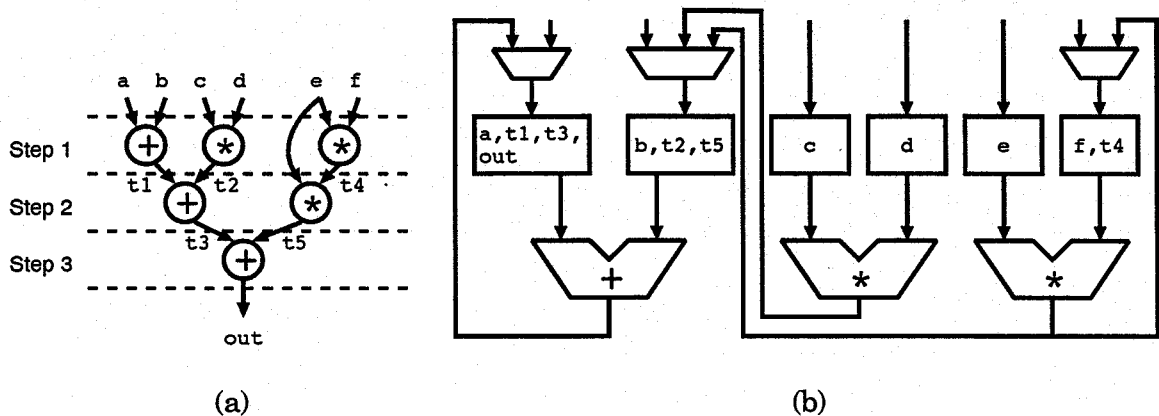 a b c d e f
Step 1
+ * *
t1 t2 t4
Step 2
+ *
t3 t5
Step 3
+
out
(a)
a,t1,t3,
out
b,t2,t5
c
d
e
f,t4
+ * *
(b)